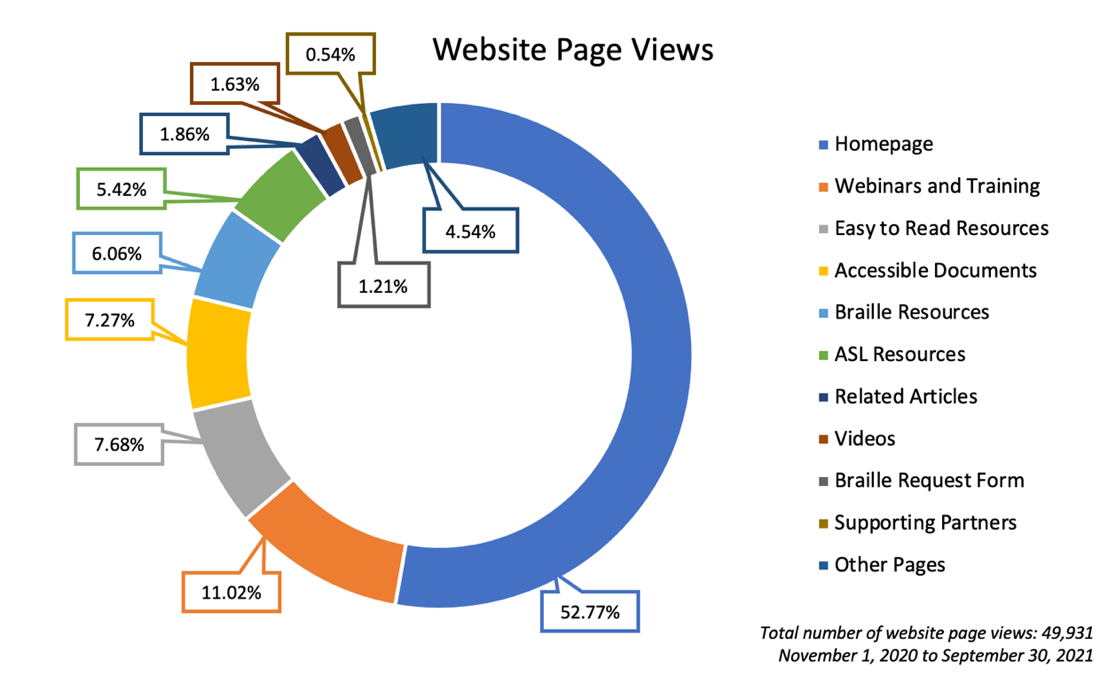 Website Page Views
0.54%
1.63%
1.86%
5.42%
6.06%
7.27%
7.68%
11.02%
52.77%
4.54%
1.21%
Homepage
Webinars and Training
Easy to Read Resources
Accessible Documents
Braille Resources
ASL Resources
Related Articles
Videos
Braille Request Form
Supporting Partners
Other Pages
Total number of website page views: 49,931
November 1, 2020 to September 30, 2021